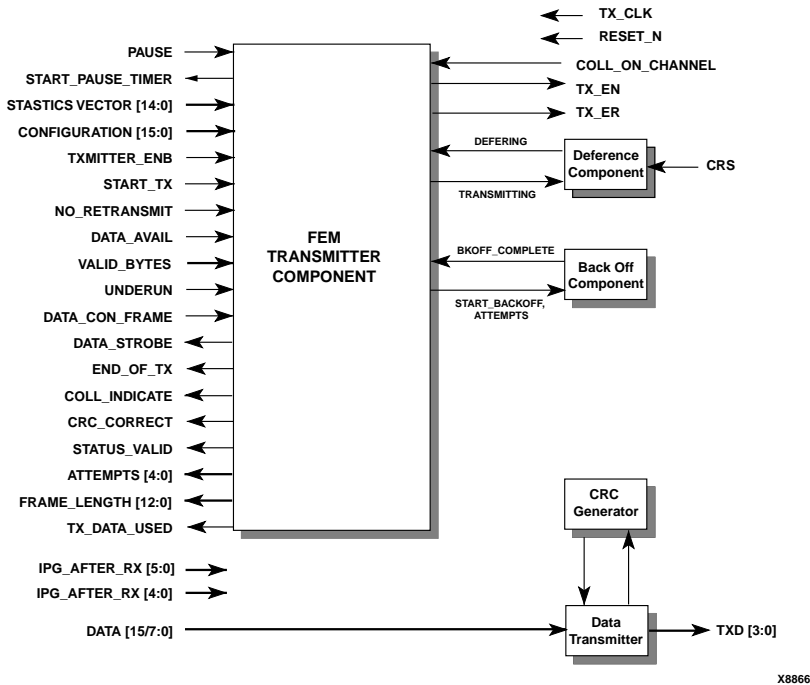 TX_CLK
RESET_N
PAUSE
START_PAUSE_TIMER
STASTICS VECTOR [14:0]
CONFIGURATION [15:0]
TXMITTER_ENB
START_TX
NO_RETRANSMIT
DATA_AVAIL
VALID_BYTES
UNDERUN
DATA_CON_FRAME
DATA_STROBE
END_OF_TX
COLL_INDICATE
CRC_CORRECT
STATUS_VALID
ATTEMPTS [4:0]
FRAME_LENGTH [12:0]
TX_DATA_USED
IPG_AFTER_RX [5:0]
IPG_AFTER_RX [4:0]
DATA [15/7:0]
FEM
TRANSMITTER
COMPONENT
COLL_ON_CHANNEL
TX_EN
TX_ER
DEFERING
TRANSMITTING
Deference
Component
CRS
BKOFF_COMPLETE
START_BACKOFF,
ATTEMPTS
Back Off
Component
CRC
Generator
Data
Transmitter
TXD [3:0]
X8866